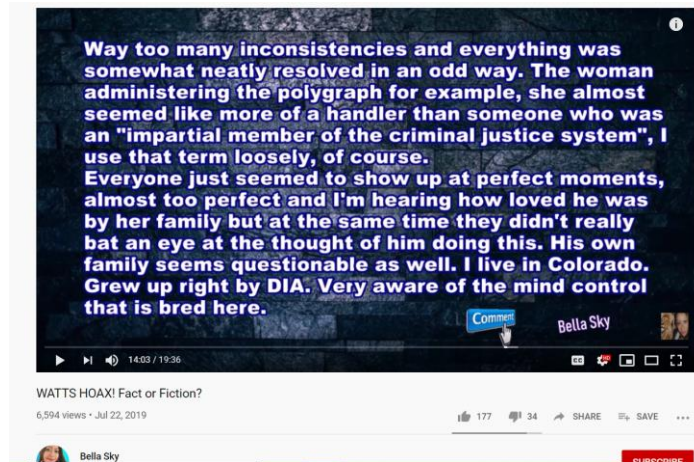 Way too many inconsistencies and everything was
somewhat neatly resolved in an odd way. The woman
administering the polygraph for example, she almost
seemed like more of a handler than someone who was
an "impartial member of the criminal justice system", I
use that term loosely, of course.
Everyone just seemed to show up at perfect moments,
almost too perfect and I'm hearing how loved he was
by her family but at the same time they didn't really
bat an eye at the thought of him doing this. His own
family seems questionable as well. I live in Colorado.
Grew up right by DIA. Very aware of the mind control
that is bred here.
Comment
Bella Sky
14:03 / 19:36
CC
HD
WATTS HOAX! Fact or Fiction?
6,594 views • Jul 22, 2019
177 34 SHARE SAVE
Bella Sky
SUBSCRIBE